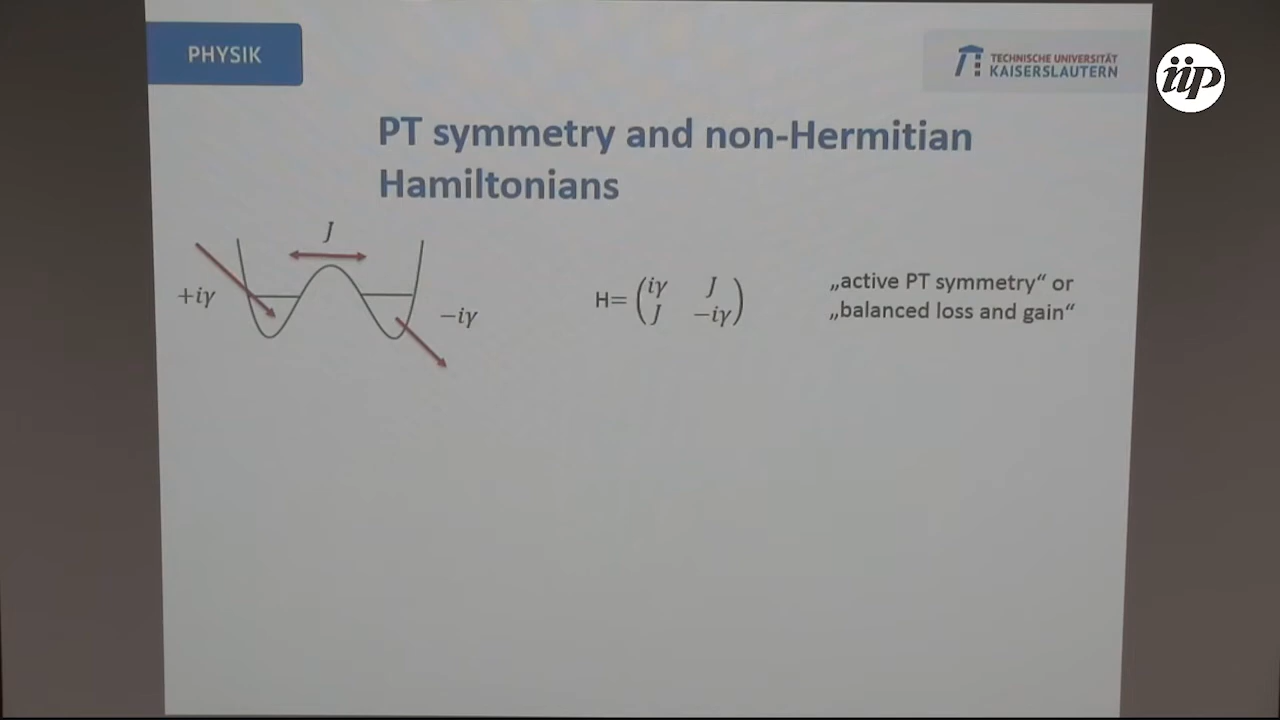 PHYSIK
TECHNISCHE UNIVERSITÄT
KAISERSLAUTERN
iip
PT symmetry and non-Hermitian
Hamiltonians
J
+iγ
−iγ
H= (iγ J
J −iγ)
„active PT symmetry“ or
„balanced loss and gain“